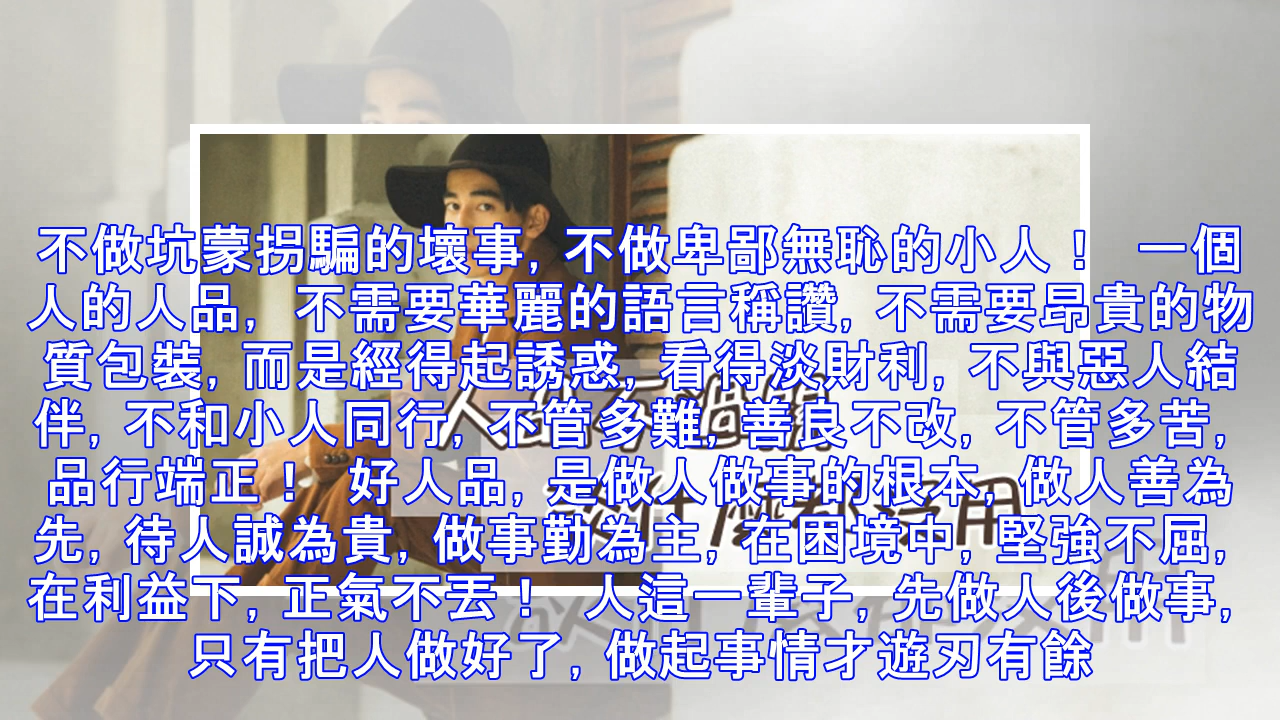 不做坑蒙拐騙的壞事, 不做卑鄙無恥的小人！ 一個
人的人品, 不需要華麗的語言稱讚, 不需要昂貴的物
質包裝, 而是經得起誘惑, 看得淡財利, 不與惡人結
伴, 不和小人同行, 不管多難, 善良不改, 不管多苦,
品行端正！ 好人品, 是做人做事的根本, 做人善為
先, 待人誠為貴, 做事勤為主, 在困境中, 堅強不屈,
在利益下, 正氣不丟！ 人這一輩子, 先做人後做事,
只有把人做好了, 做起事情才遊刃有餘